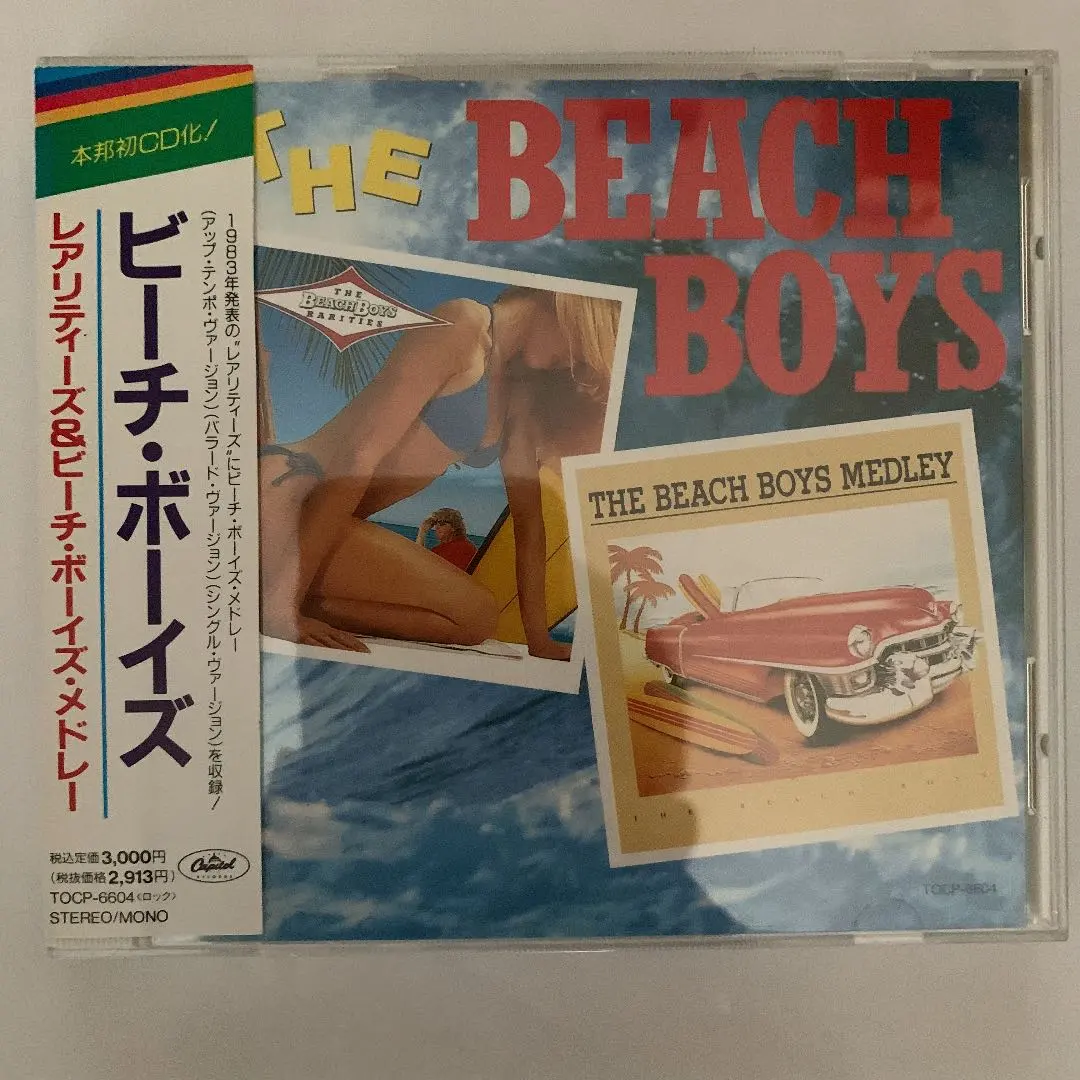 本邦初CD化!
ビーチ・ボーイズ
レアリティーズ&ビーチ・ボーイズ・メドレー
1983年発表の"レアリティーズ"にビーチ・ボーイズ・メドレー
(アップ・テンポ・ヴァージョン)(バラード・ヴァージョン)(シングル・ヴァージョン)を収録!
税込定価3,000円
(税抜価格2,913円)
TOCP-6604<ロック>
STEREO/MONO
Capitol
RECORDS
THE
BEACH
BOYS
THE
BEACH BOYS
RARITIES
THE BEACH BOYS MEDLEY
THE BEACH BOYS
TOCP-6604